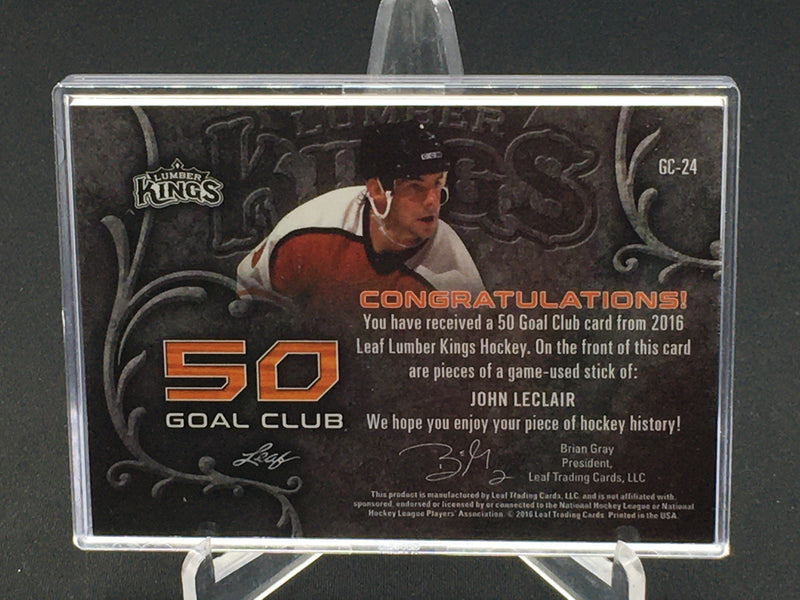 LUMBER
KINGS
LUMBER
KINGS
GC-24
CONGRATULATIONS!
You have received a 50 Goal Club card from 2016
Leaf Lumber Kings Hockey. On the front of this card
are pieces of a game-used stick of:
JOHN LECLAIR
We hope you enjoy your piece of hockey history!
50
GOAL CLUB
Leaf
Brian Gray
President,
Leaf Trading Cards, LLC
This product is manufactured by Leaf Trading Cards, LLC. and is not affiliated with,
sponsored, endorsed or licensed by or connected to the National Hockey League or National
Hockey League Players' Association. © 2016 Leaf Trading Cards. Printed in the USA.